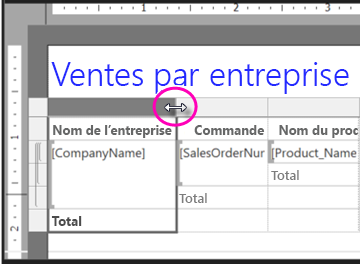 1 2 3
Ventes par entreprise
Nom de l'entreprise Commande Nom du prod
[CompanyName] [SalesOrderNur [Product_Name
Total
Total
Total
1
2